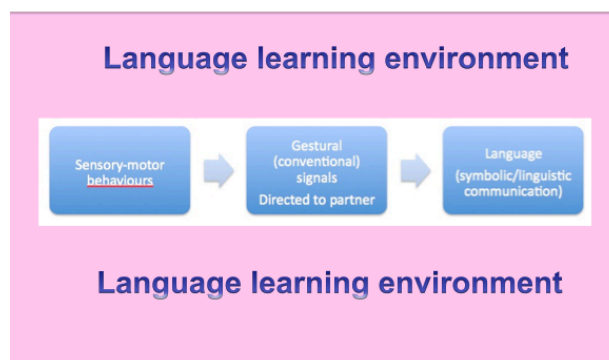 Language learning environment
Sensory-motor
behaviours
Gestural
(conventional)
signals
Directed to partner
Language
(symbolic/linguistic
communication)
Language learning environment